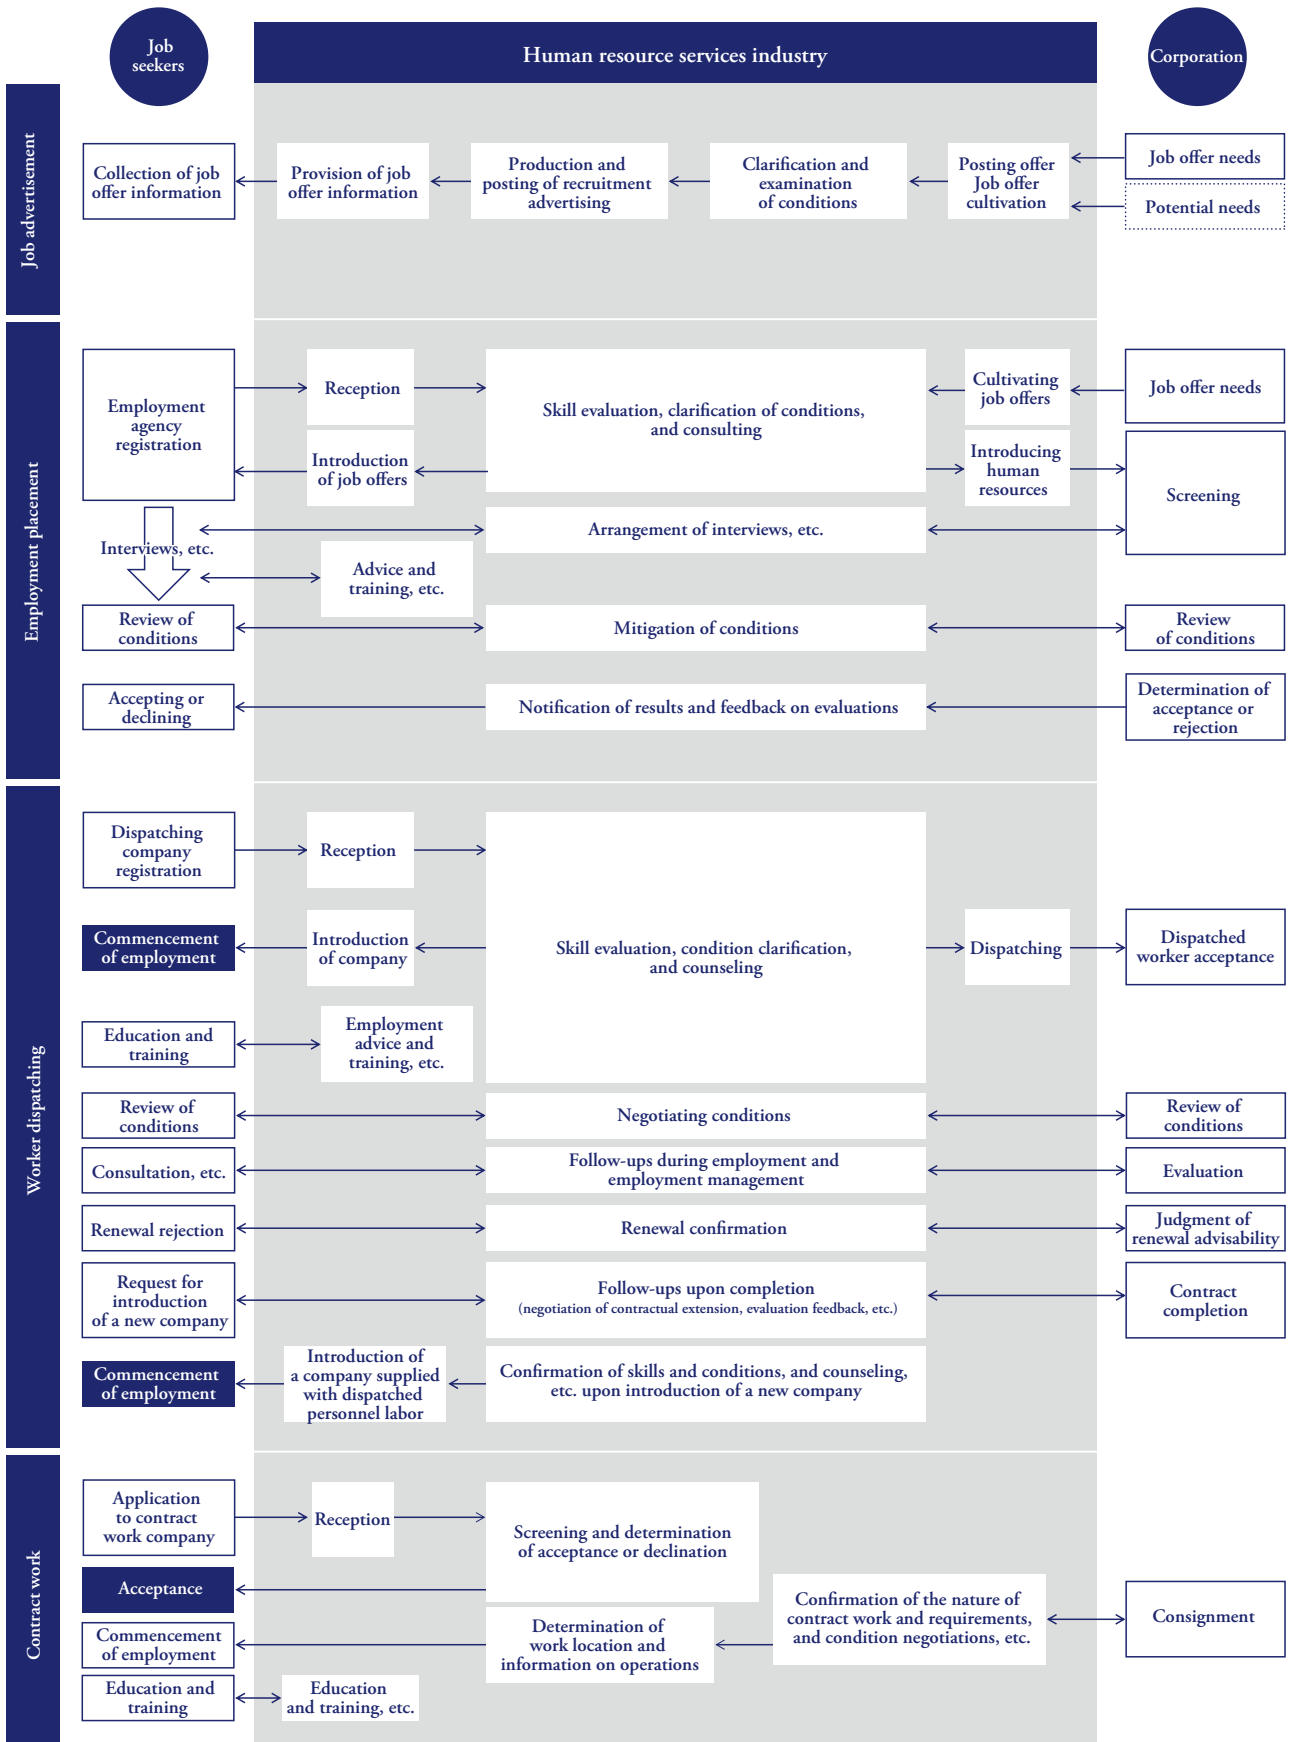 Job
seekers
Human resource services industry
Corporation
Job advertisement
Collection of job
offer information
Provision of job
offer information
Production and
posting of recruitment
advertising
Clarification and
examination
of conditions
Posting offer
Job offer
cultivation
Job offer needs
Potential needs
Employment placement
Employment
agency
registration
Reception
Introduction
of job offers
Skill evaluation, clarification of conditions,
and consulting
Cultivating
job offers
Introducing
human
resources
Job offer needs
Screening
Interviews, etc.
Arrangement of interviews, etc.
Advice and
training, etc.
Review of
conditions
Mitigation of conditions
Review
of conditions
Accepting or
declining
Notification of results and feedback on evaluations
Determination of
acceptance or
rejection
Worker dispatching
Dispatching
company
registration
Reception
Commencement
of employment
Introduction
of company
Skill evaluation, condition clarification,
and counseling
Dispatching
Dispatched
worker acceptance
Education and
training
Employment
advice and
training, etc.
Review of
conditions
Negotiating conditions
Review of
conditions
Consultation, etc.
Follow-ups during employment and
employment management
Evaluation
Renewal rejection
Renewal confirmation
Judgment of
renewal advisability
Request for
introduction
of a new company
Follow-ups upon completion
(negotiation of contractual extension, evaluation feedback, etc.)
Contract
completion
Commencement
of employment
Introduction of
a company supplied
with dispatched
personnel labor
Confirmation of skills and conditions, and counseling,
etc. upon introduction of a new company
Contract work
Application
to contract
work company
Reception
Screening and determination
of acceptance or declination
Acceptance
Confirmation of the nature of
contract work and requirements,
and condition negotiations, etc.
Consignment
Commencement
of employment
Determination of
work location and
information on operations
Education and
training
Education
and training, etc.